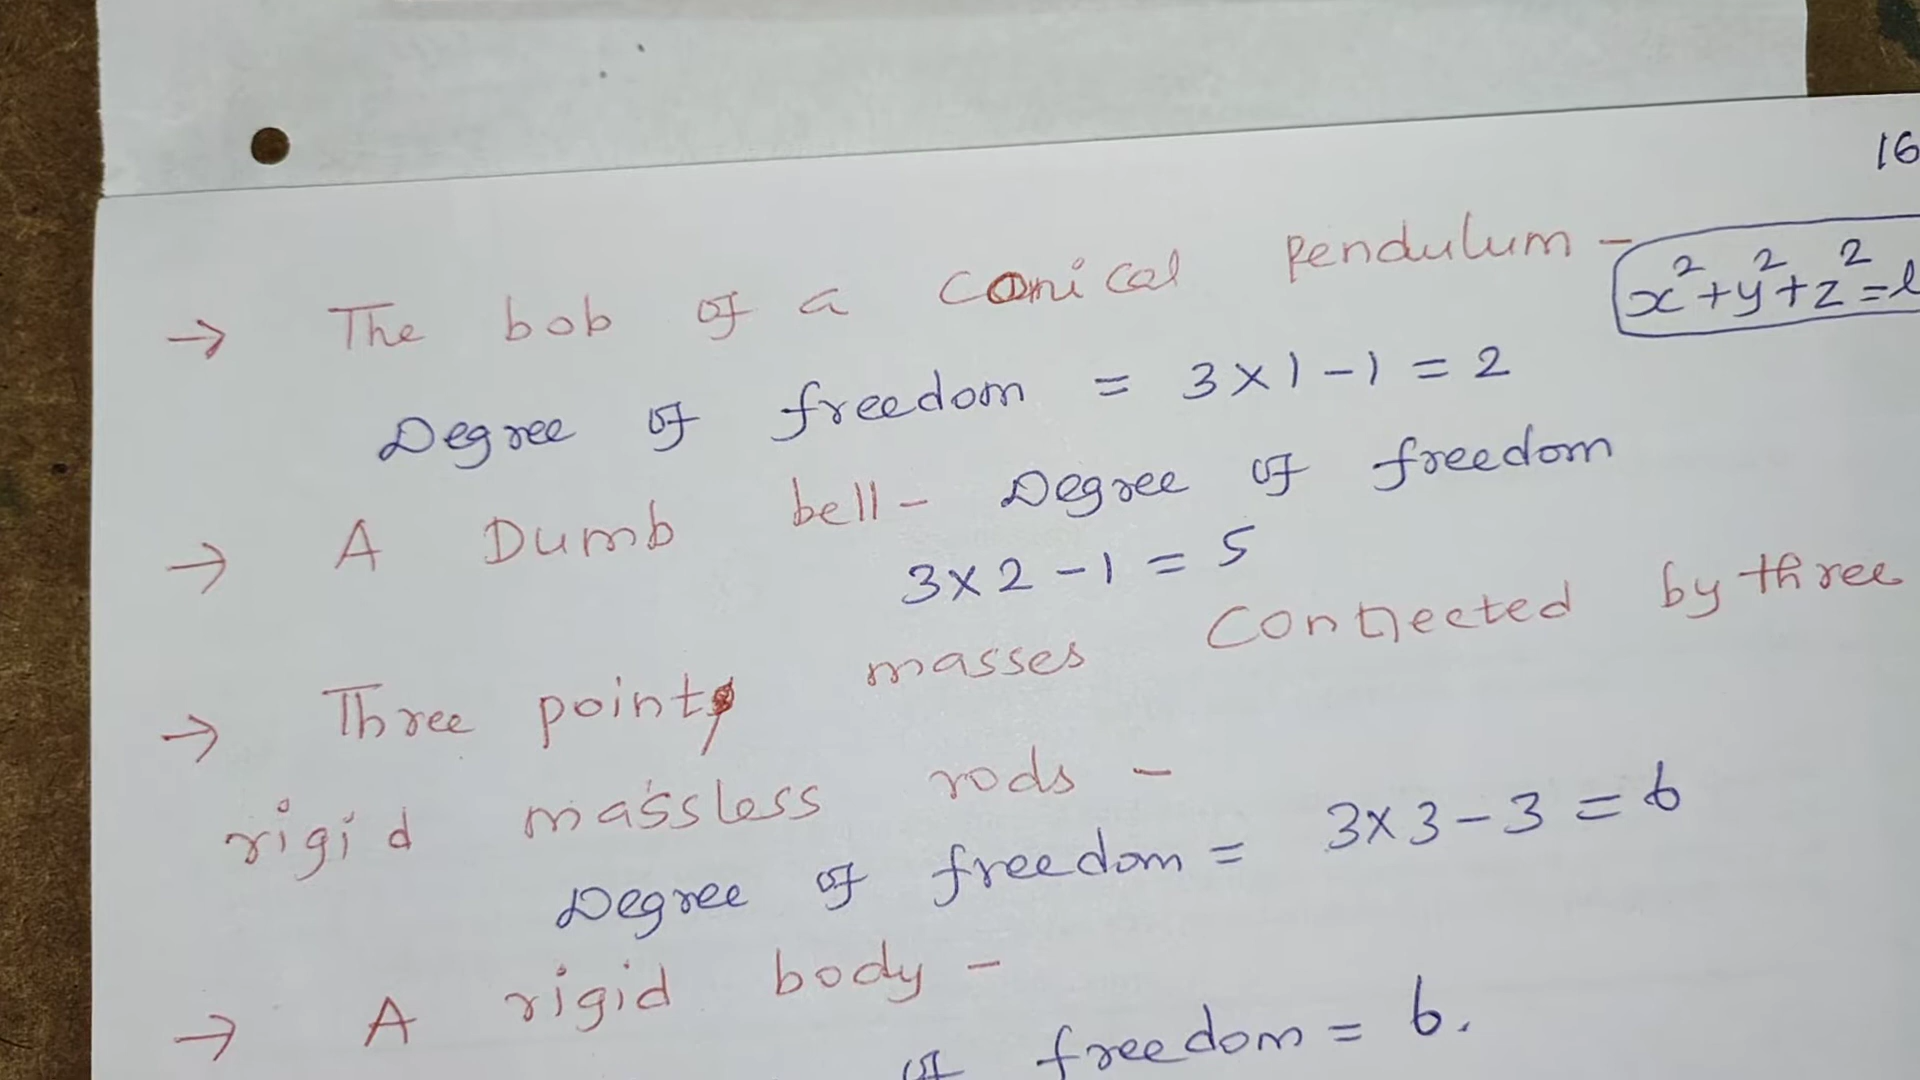 16
→ The bob of a Conical Pendulum -
x²+y²+z²=l
Degree of freedom = 3×1-1=2
→ A Dumb bell - Degree of freedom
3×2-1=5
→ Three point masses Connected by three
rigid massless rods -
Degree of freedom = 3×3-3=6
→ A rigid body -
of freedom = 6.